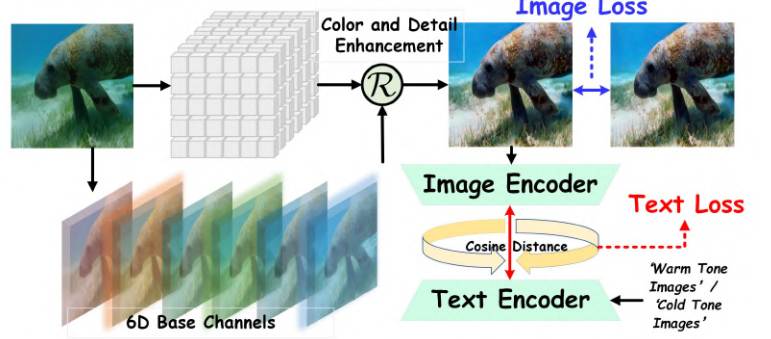 Image Loss
Color and Detail
Enhancement
R
Image Encoder
Text Loss
Cosine Distance
'Warm Tone
Images' /
'Cold Tone
Images'
Text Encoder
6D Base Channels